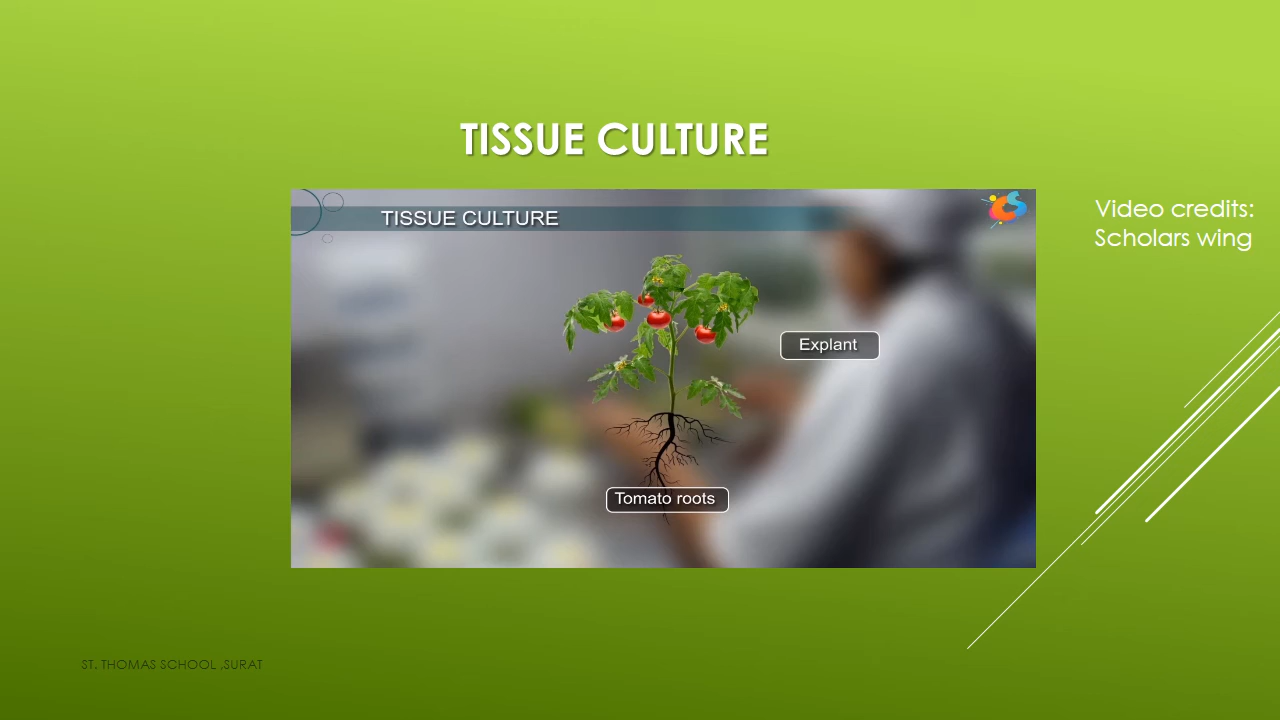 TISSUE CULTURE
TISSUE CULTURE
Video credits:
Scholars wing
Explant
Tomato roots
ST. THOMAS SCHOOL ,SURAT